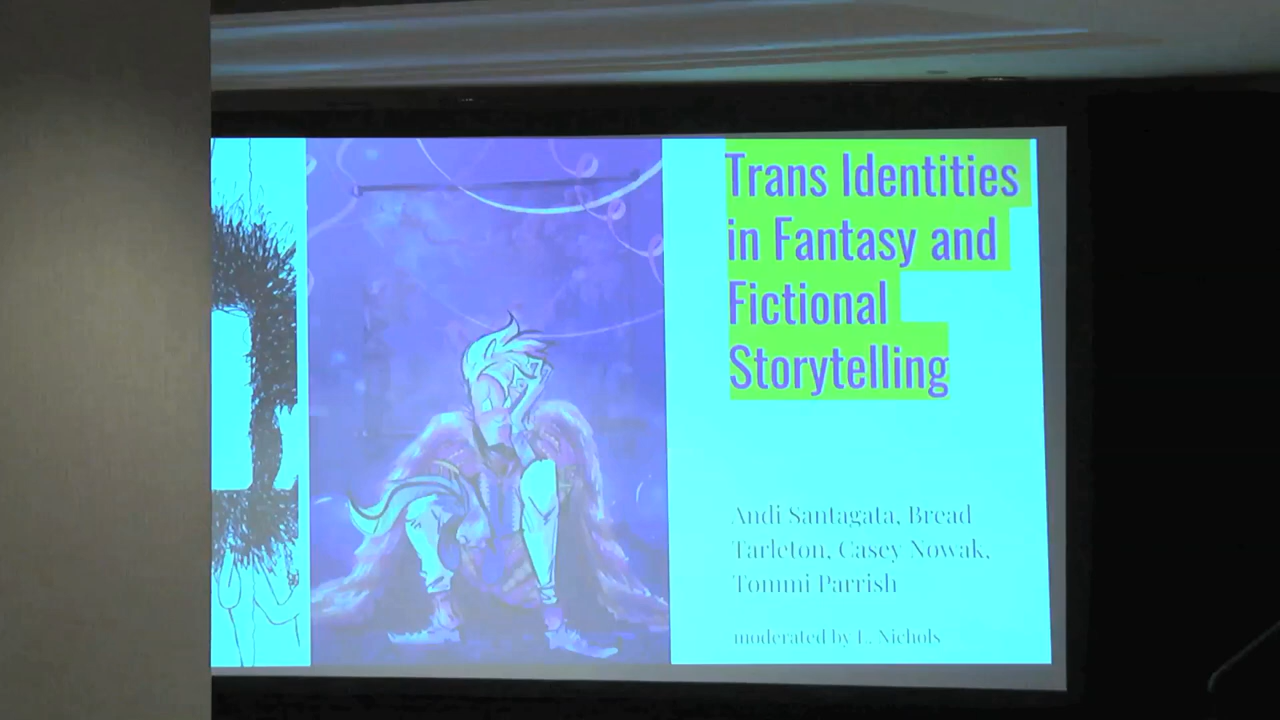 Trans Identities
in Fantasy and
Fictional
Storytelling
Andi Santagata, Bread
Tarleton, Casey Nowak,
Tommi Parrish
moderated by L. Nichols